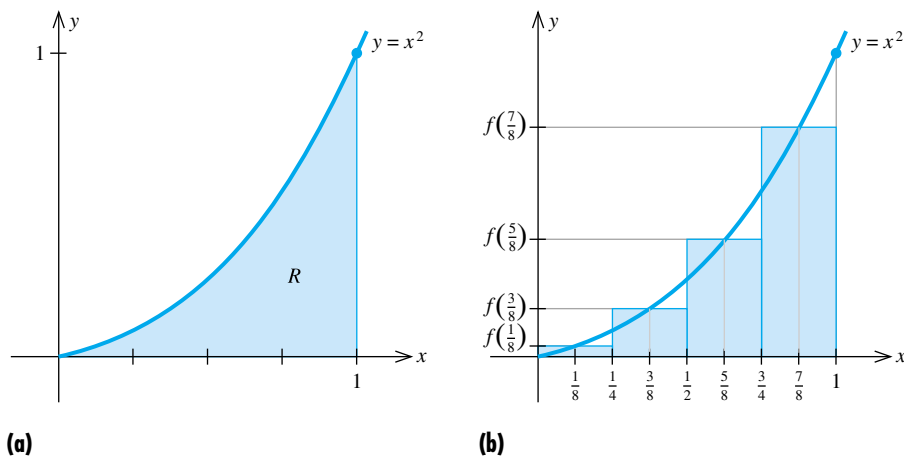 y
1
y = x²
R
x
1
(a)
y
y = x²
f(7/8)
f(5/8)
f(3/8)
f(1/8)
x
1/8 1/4 3/8 1/2 5/8 3/4 7/8 1
(b)